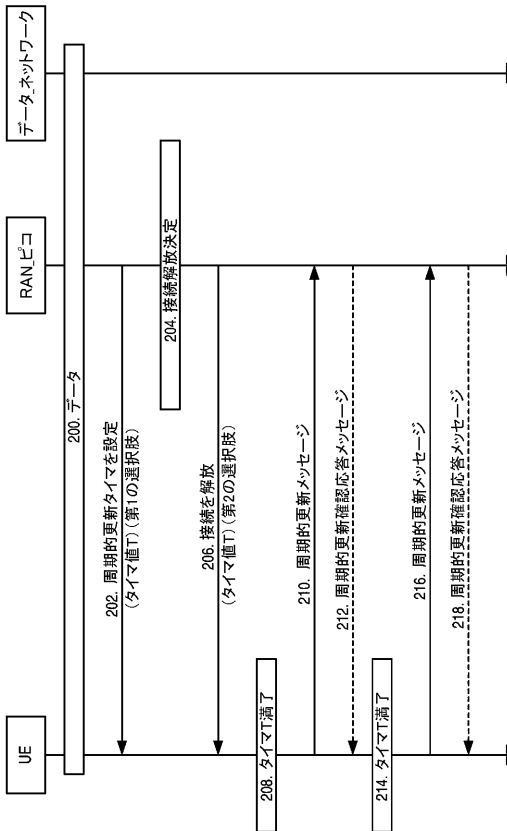 UE
RAN_ピコ
データ_ネットワーク
200. データ
202. 周期的更新タイマを設定
(タイマ値T)(第1の選択肢)
204. 接続解放決定
206. 接続を解放
(タイマ値T)(第2の選択肢)
208. タイマT満了
210. 周期的更新メッセージ
212. 周期的更新確認応答メッセージ
214. タイマT満了
216. 周期的更新メッセージ
218. 周期的更新確認応答メッセージ